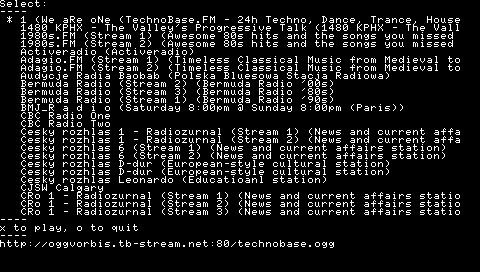 Select:
----
* 1 (We aRe oNe (TechnoBase.FM - 24h Techno, Dance, Trance, House
1480 KPHX - The Valley's Progressive Talk (1480 KPHX - The Vall
1980s.FM (Stream 1) (Awesome 80s hits and the songs you missed
1980s.FM (Stream 2) (Awesome 80s hits and the songs you missed
Activeradio (Activeradio)
Adagio.FM (Stream 1) (Timeless Classical Music from Medieval to
Adagio.FM (Stream 2) (Timeless Classical Music from Medieval to
Audycje Radia Baobab (Polska Bluesowa Stacja Radiowa)
Bermuda Radio (Stream 2) (Bermuda Radio '00s)
Bermuda Radio (Stream 3) (Bermuda Radio '80s)
Bermuda Radio (Stream 1) (Bermuda Radio '90s)
BMJ_R a d i o (Saturday 8:00pm @ Sunday 8:00pm (Paris))
CBC Radio One
CBC Radio Two
Cesky rozhlas 1 - Radiozurnal (Stream 1) (News and current affa
Cesky rozhlas 1 - Radiozurnal (Stream 2) (News and current affa
Cesky rozhlas 6 (Stream 1) (News and current affairs station)
Cesky rozhlas 6 (Stream 2) (News and current affairs station)
Cesky rozhlas D-dur (European-style cultural station)
Cesky rozhlas D-dur (European-style cultural station)
Cesky rozhlas Leonardo (Educatioanl station)
CJSW Calgary
CRo 1 - Radiozurnal (Stream 1) (News and current affairs statio
CRo 1 - Radiozurnal (Stream 2) (News and current affairs statio
CRo 1 - Radiozurnal (Stream 3) (News and current affairs statio
----
x to play, o to quit
----
http://oggvorbis.tb-stream.net:80/technobase.ogg